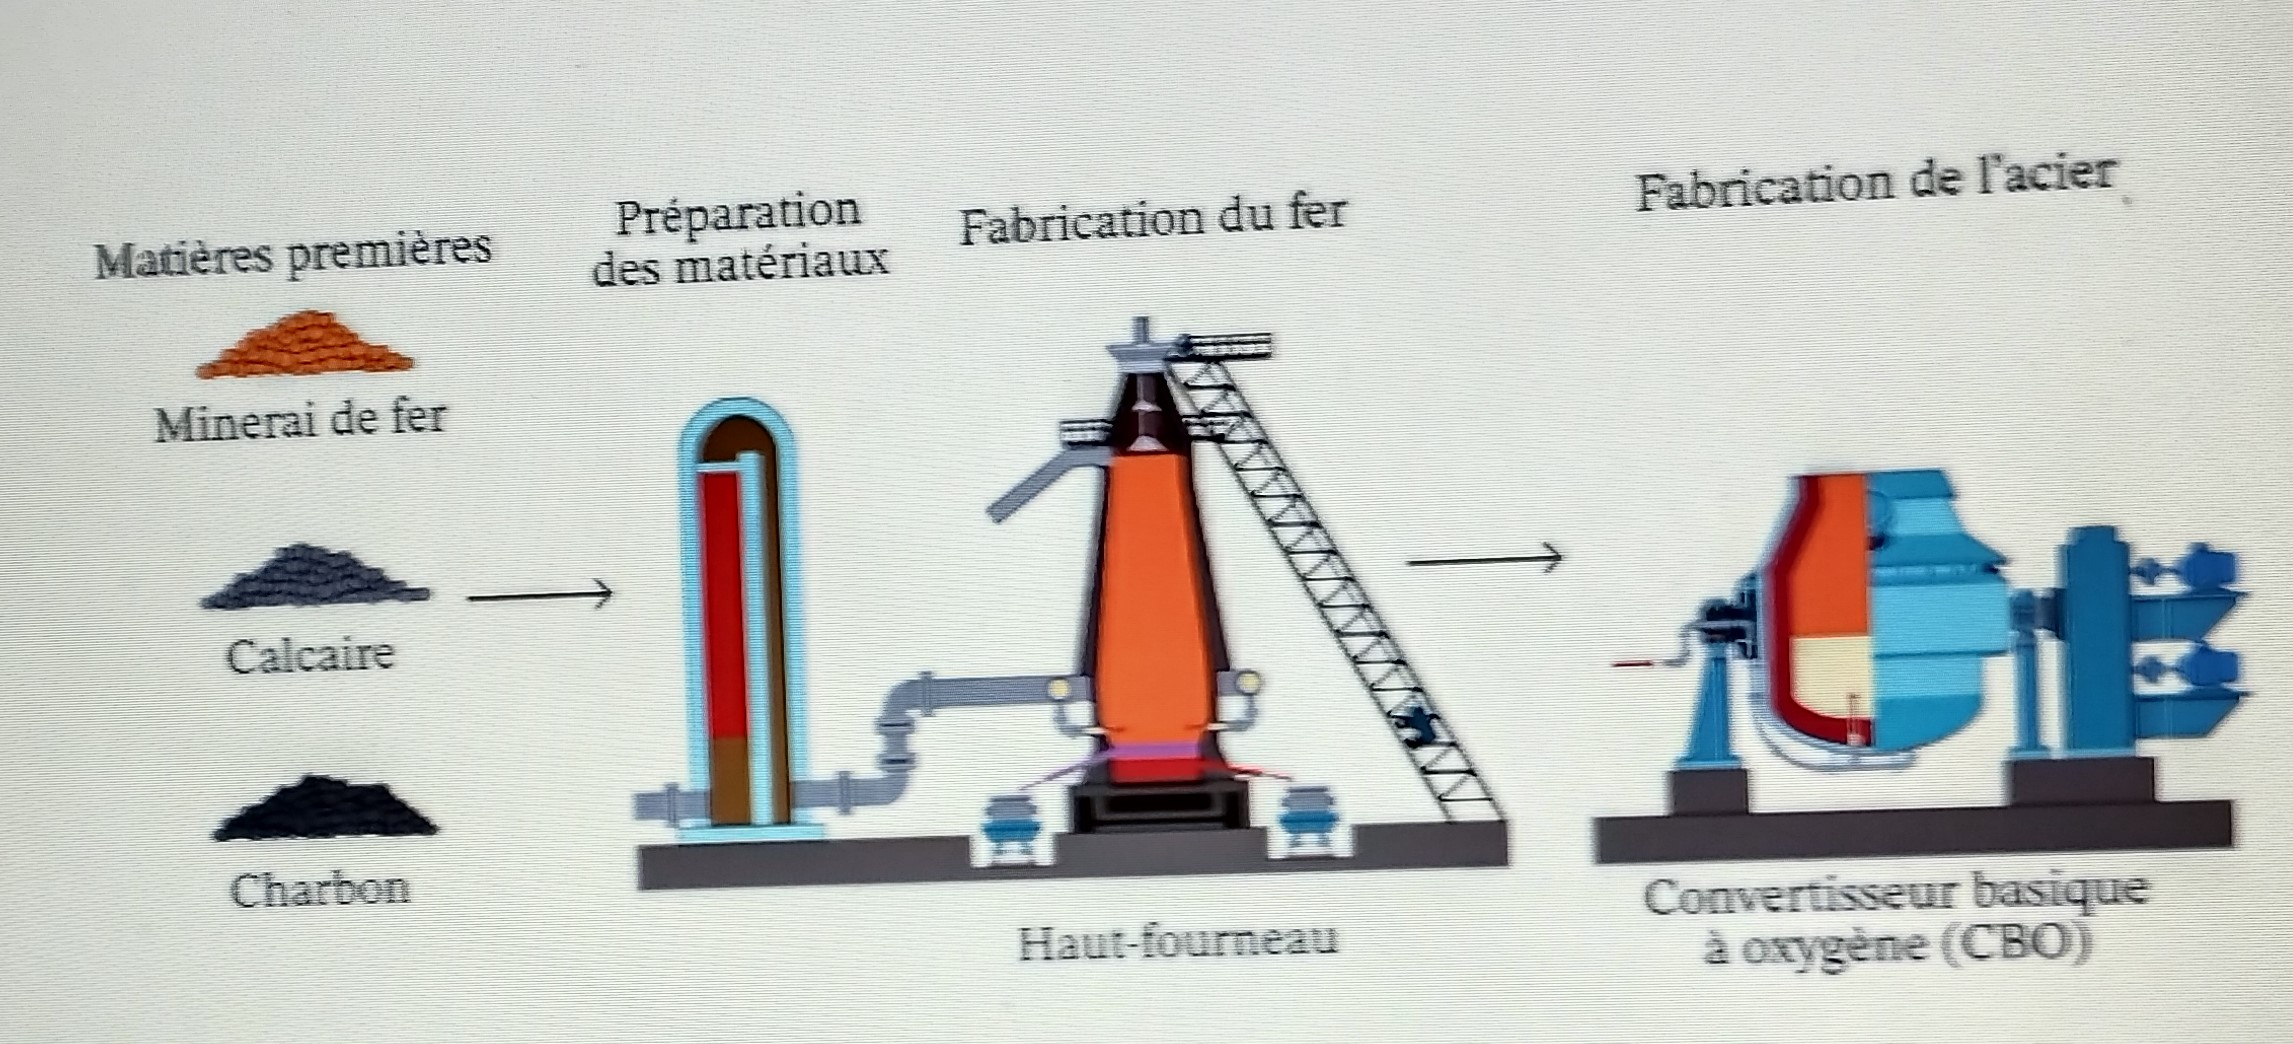 Matières premières
Minerai de fer
Calcaire
Charbon
Préparation
des matériaux
Fabrication du fer
Haut-fourneau
Fabrication de l'acier
Convertisseur basique
à oxygène (CBO)